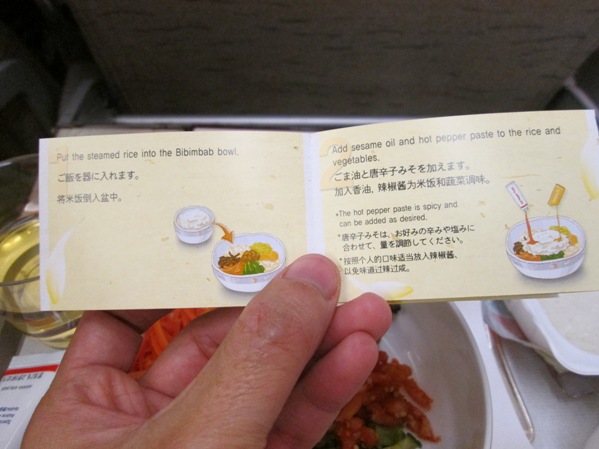 Put the steamed rice into the Bibimbab bowl.
ご飯を器に入れます。
将米饭倒入盆中。
Add sesame oil and hot pepper paste to the rice and
vegetables.
ごま油と唐辛子みそを加えます。
加入香油, 辣椒酱为米饭和蔬菜调味。
*The hot pepper paste is spicy and
can be added as desired.
*唐辛子みそは、お好みの辛みや塩みに
合わせて、量を調節してください。
*按照个人的口味适当放入辣椒酱、
以免味道过辣过咸。